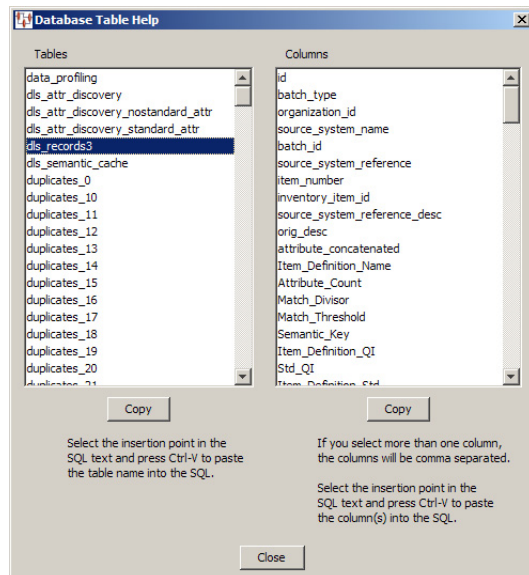 Database Table Help
Tables
data_profiling
dls_attr_discovery
dls_attr_discovery_nostandard_attr
dls_attr_discovery_standard_attr
dls_records3
dls_semantic_cache
duplicates_0
duplicates_10
duplicates_11
duplicates_12
duplicates_13
duplicates_14
duplicates_15
duplicates_16
duplicates_17
duplicates_18
duplicates_19
duplicates_20
duplicates_21
Copy
Select the insertion point in the
SQL text and press Ctrl-V to paste
the table name into the SQL.
Columns
id
batch_type
organization_id
source_system_name
batch_id
source_system_reference
item_number
inventory_item_id
source_system_reference_desc
orig_desc
attribute_concatenated
Item_Definition_Name
Attribute_Count
Match_Divisor
Match_Threshold
Semantic_Key
Item_Definition_QI
Std_QI
Item_Definition_Std
Copy
If you select more than one column,
the columns will be comma separated.
Select the insertion point in the
SQL text and press Ctrl-V to paste
the column(s) into the SQL.
Close